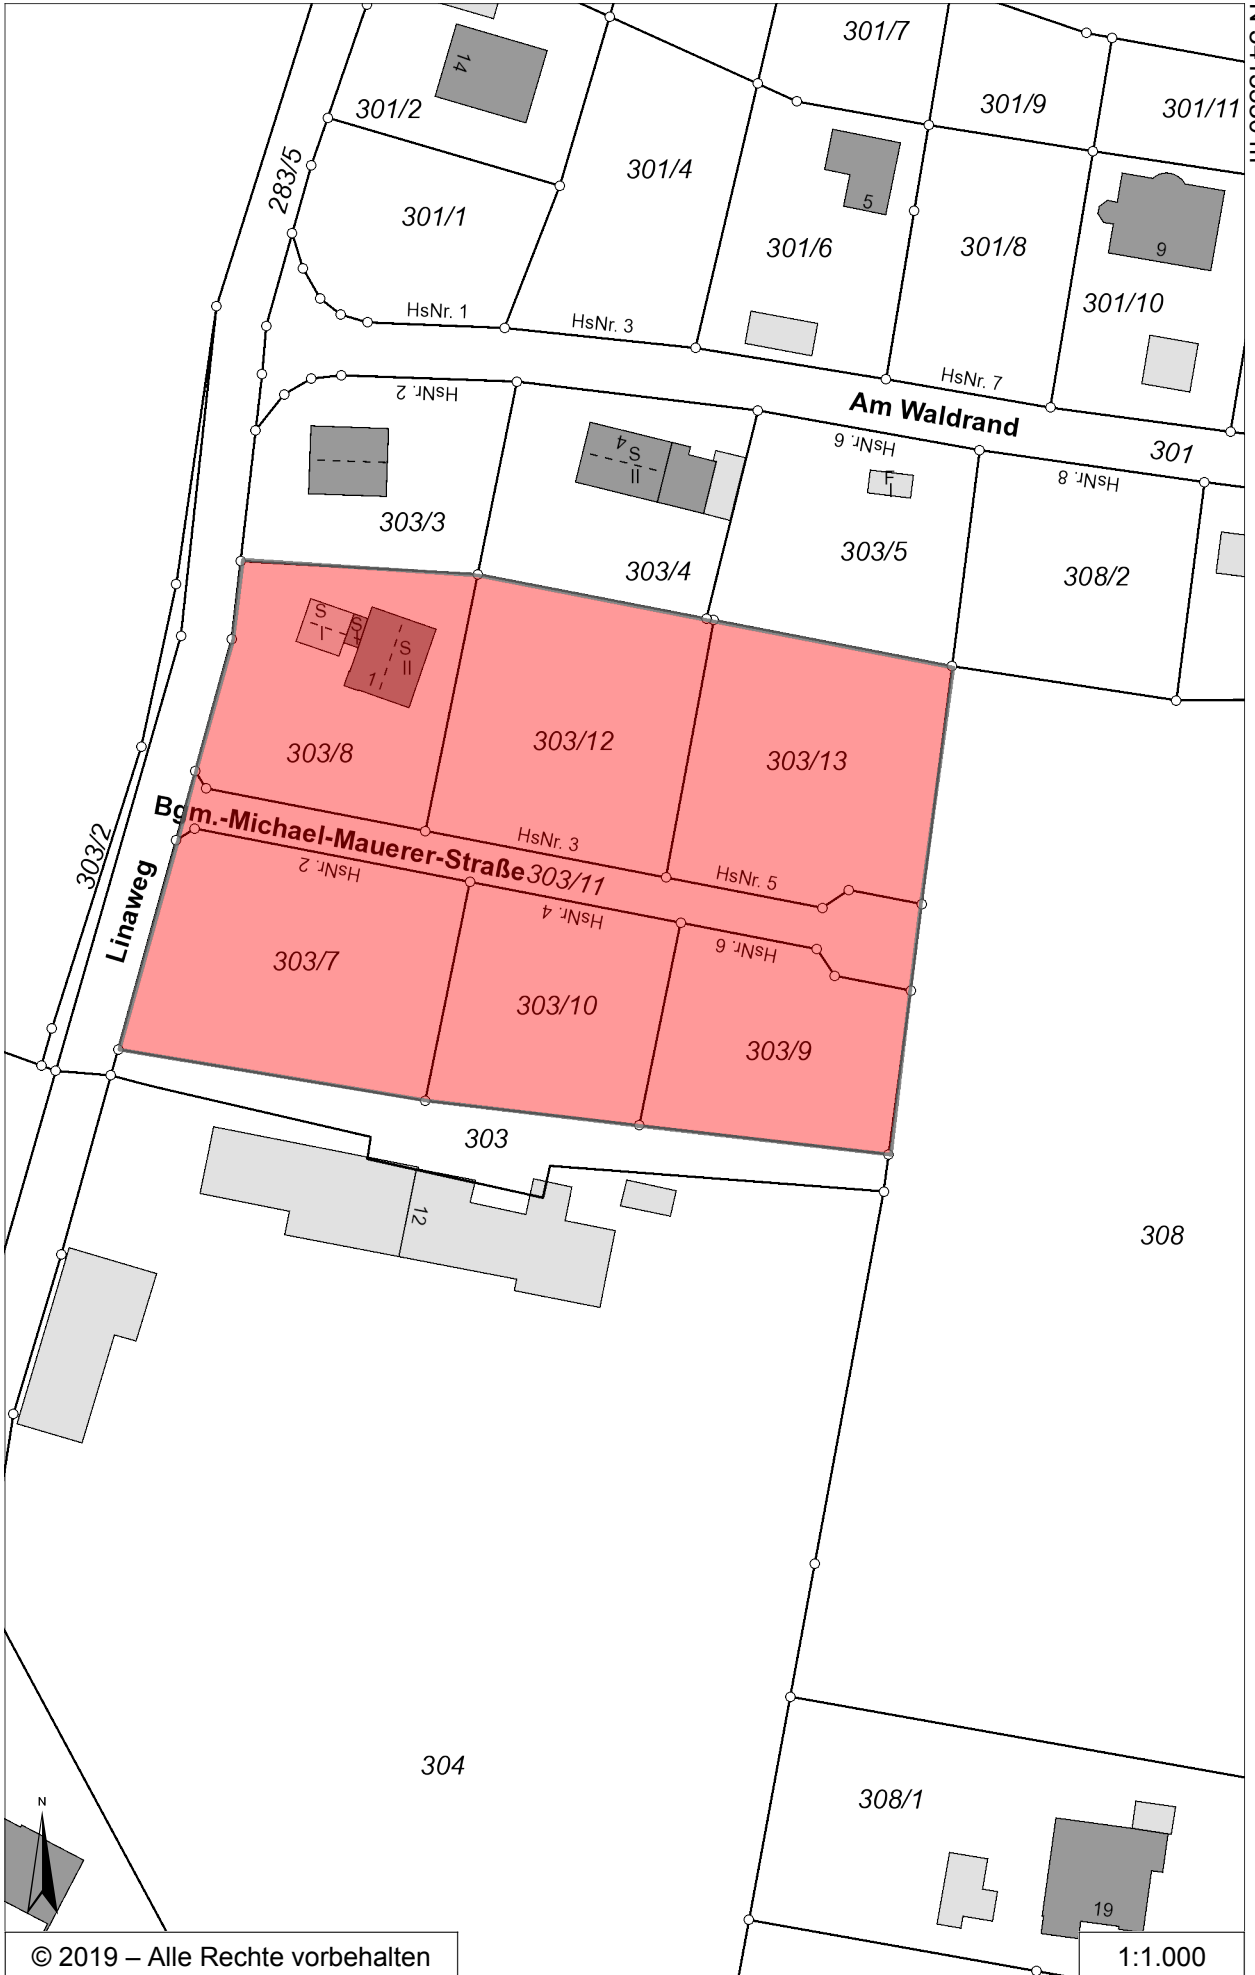 301/7
14
301/2
301/9
301/11
283/5
301/4
5
301/1
301/6
301/8
9
301/10
HsNr. 1
HsNr. 3
HsNr. 7
HsNr. 2
Am Waldrand
4
S
II
HsNr. 6
301
F
I
HsNr. 8
303/3
303/4
303/5
308/2
S
I
S
I
S
II
1
303/8
303/12
303/13
Bgm.-Michael-Mauerer-Straße
303/11
HsNr. 3
HsNr. 5
303/2
Linaweg
HsNr. 2
HsNr. 4
HsNr. 6
303/7
303/10
303/9
303
12
308
304
308/1
N
19
© 2019 – Alle Rechte vorbehalten
1:1.000